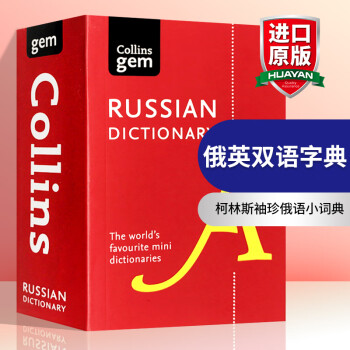 gem
Collins
RUSSIAN
DICTIONARY
Collins
gem
RUSSIAN
DICTIONARY
The world's
favourite mini
dictionaries
A
进口
原版
HUAYAN
俄英双语字典
柯林斯袖珍俄语小词典